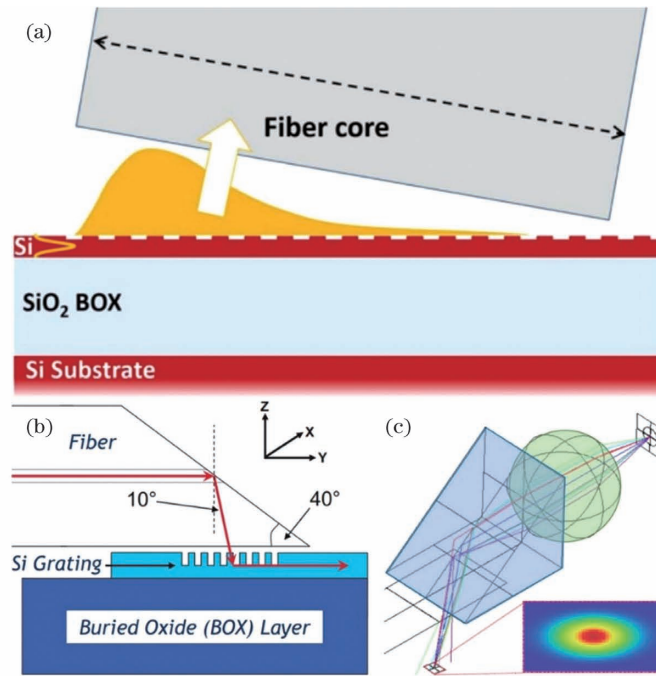 (a)
Fiber core
Si
SiO₂ BOX
Si Substrate
(b)
Fiber
Z
X
Y
10°
40°
Si Grating
Buried Oxide (BOX) Layer
(c)